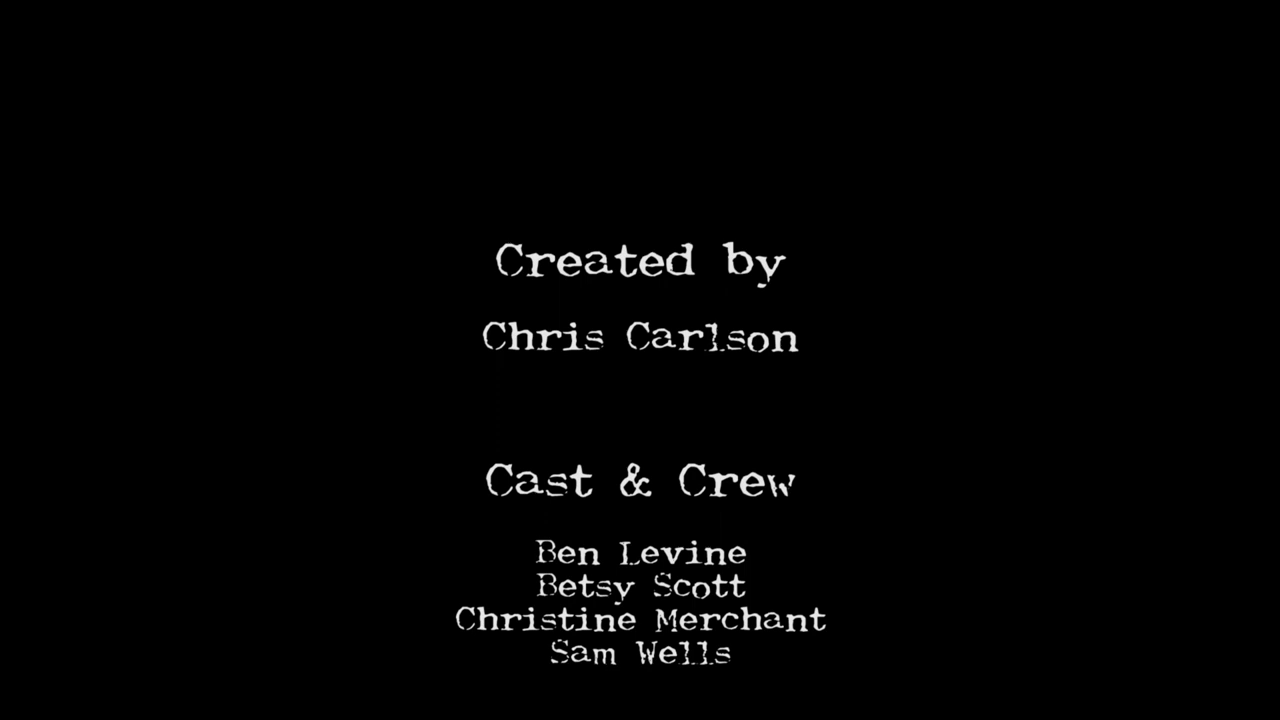 Created by
Chris Carlson
Cast & Crew
Ben Levine
Betsy Scott
Christine Merchant
Sam Wells